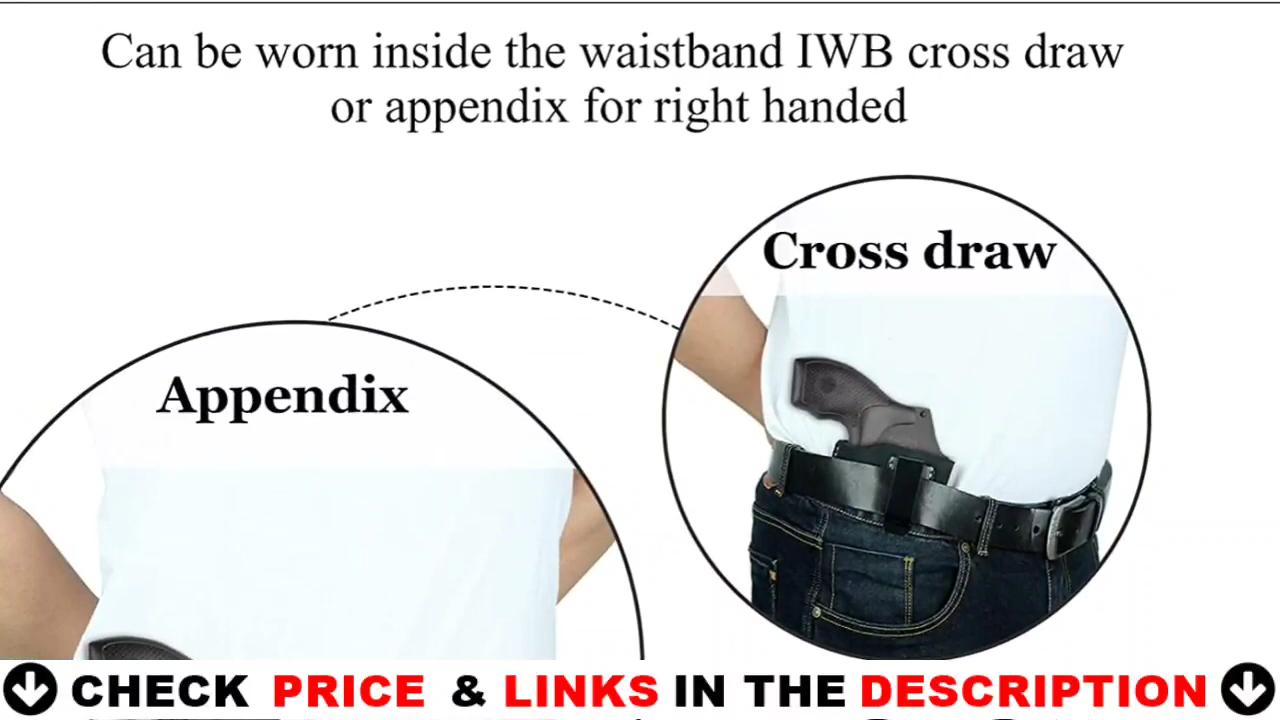 Can be worn inside the waistband IWB cross draw
or appendix for right handed
Cross draw
Appendix
CHECK PRICE & LINKS IN THE DESCRIPTION